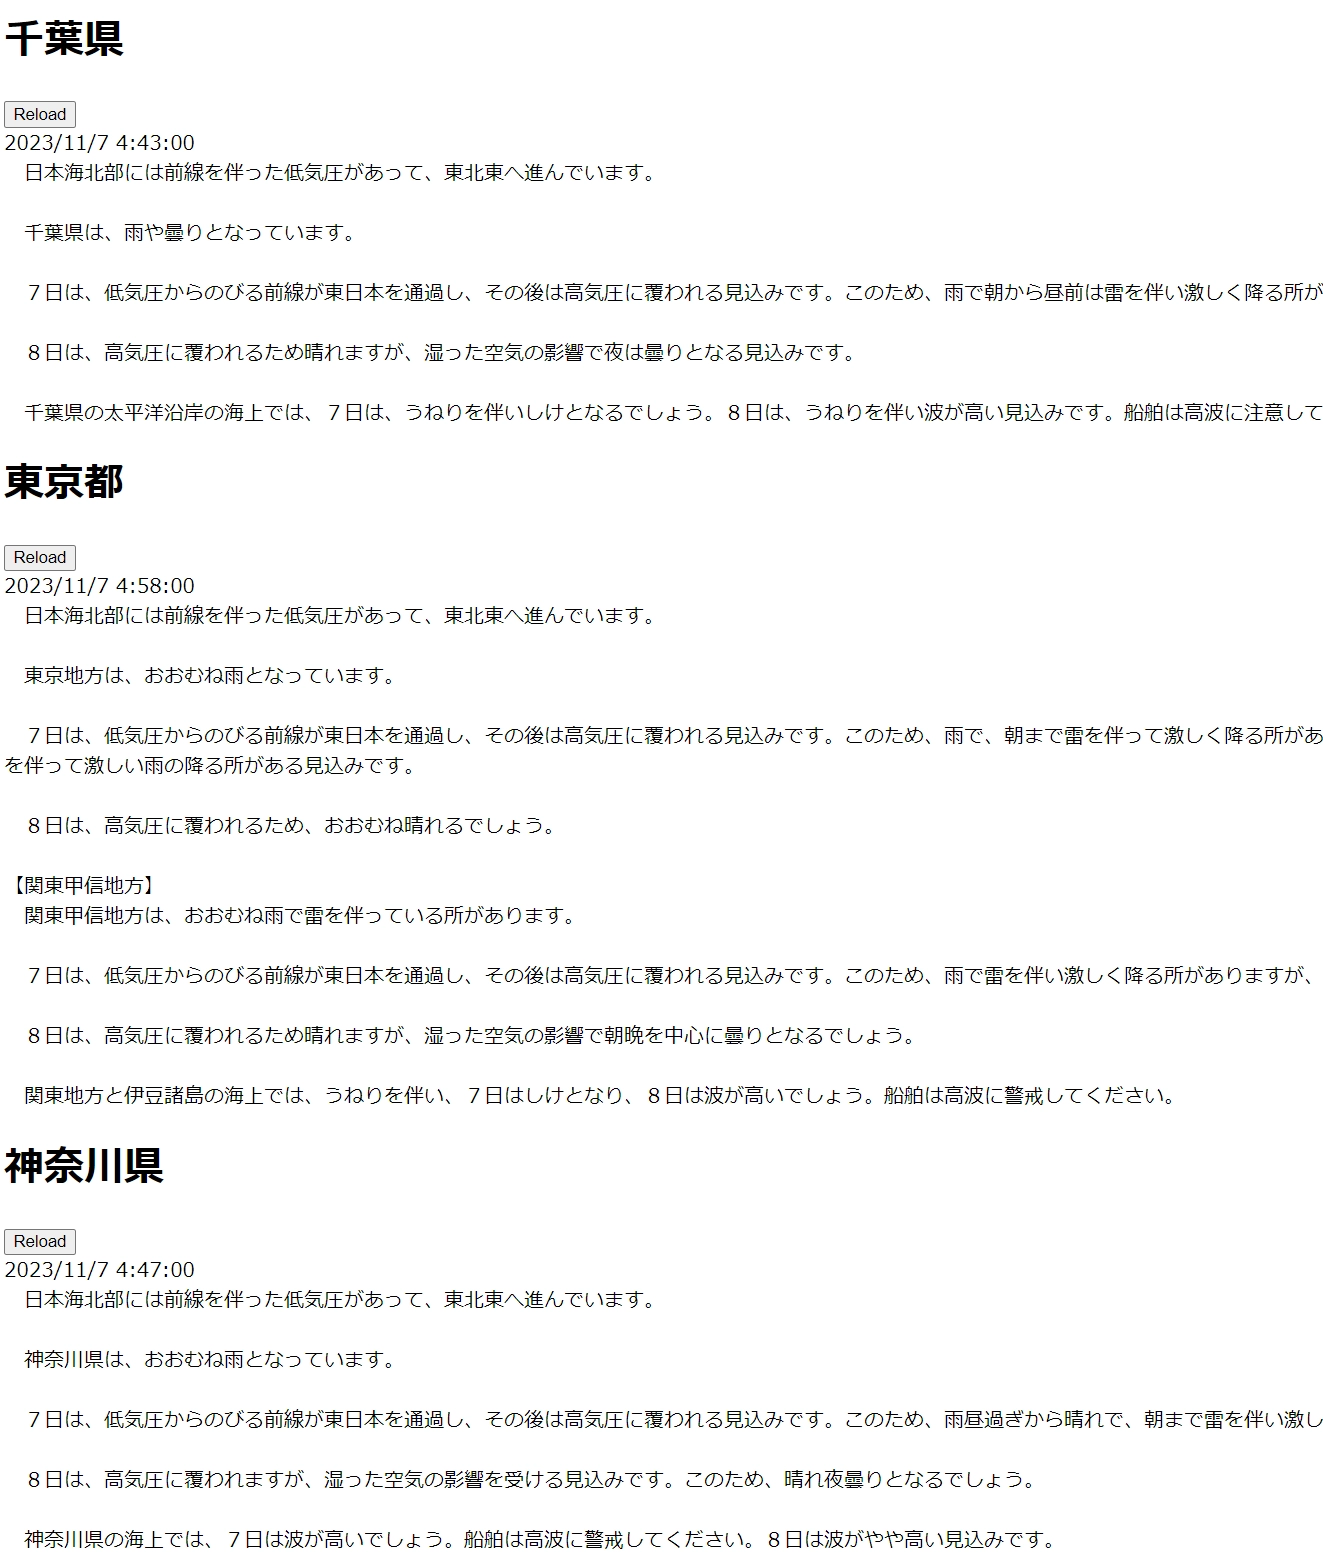 千葉県
Reload
2023/11/7 4:43:00
　日本海北部には前線を伴った低気圧があって、東北東へ進んでいます。
　千葉県は、雨や曇りとなっています。
　７日は、低気圧からのびる前線が東日本を通過し、その後は高気圧に覆われる見込みです。このため、雨で朝から昼前は雷を伴い激しく降る所が
　８日は、高気圧に覆われるため晴れますが、湿った空気の影響で夜は曇りとなる見込みです。
　千葉県の太平洋沿岸の海上では、７日は、うねりを伴いしけとなるでしょう。８日は、うねりを伴い波が高い見込みです。船舶は高波に注意して
東京都
Reload
2023/11/7 4:58:00
　日本海北部には前線を伴った低気圧があって、東北東へ進んでいます。
　東京地方は、おおむね雨となっています。
　７日は、低気圧からのびる前線が東日本を通過し、その後は高気圧に覆われる見込みです。このため、雨で、朝まで雷を伴って激しく降る所があ
を伴って激しい雨の降る所がある見込みです。
　８日は、高気圧に覆われるため、おおむね晴れるでしょう。
【関東甲信地方】
　関東甲信地方は、おおむね雨で雷を伴っている所があります。
　７日は、低気圧からのびる前線が東日本を通過し、その後は高気圧に覆われる見込みです。このため、雨で雷を伴い激しく降る所がありますが、
　８日は、高気圧に覆われるため晴れますが、湿った空気の影響で朝晩を中心に曇りとなるでしょう。
　関東地方と伊豆諸島の海上では、うねりを伴い、７日はしけとなり、８日は波が高いでしょう。船舶は高波に警戒してください。
神奈川県
Reload
2023/11/7 4:47:00
　日本海北部には前線を伴った低気圧があって、東北東へ進んでいます。
　神奈川県は、おおむね雨となっています。
　７日は、低気圧からのびる前線が東日本を通過し、その後は高気圧に覆われる見込みです。このため、雨昼過ぎから晴れで、朝まで雷を伴い激し
　８日は、高気圧に覆われますが、湿った空気の影響を受ける見込みです。このため、晴れ夜曇りとなるでしょう。
　神奈川県の海上では、７日は波が高いでしょう。船舶は高波に警戒してください。８日は波がやや高い見込みです。